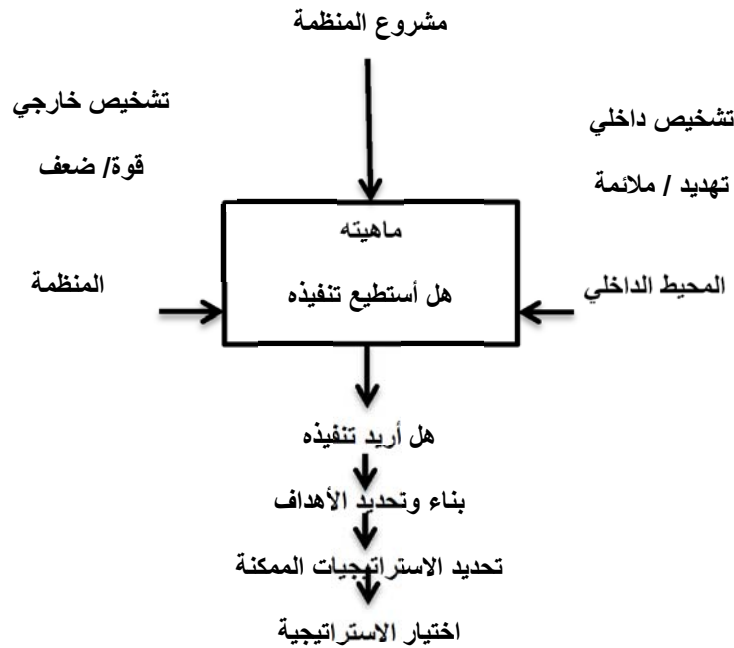 مشروع المنظمة
تشخيص داخلي
تهديد / ملائمة
تشخيص خارجي
قوة/ ضعف
ماهيته
هل أستطيع تنفيذه
المحيط الداخلي
المنظمة
هل أريد تنفيذه
بناء وتحديد الأهداف
تحديد الاستراتيجيات الممكنة
اختيار الاستراتيجية